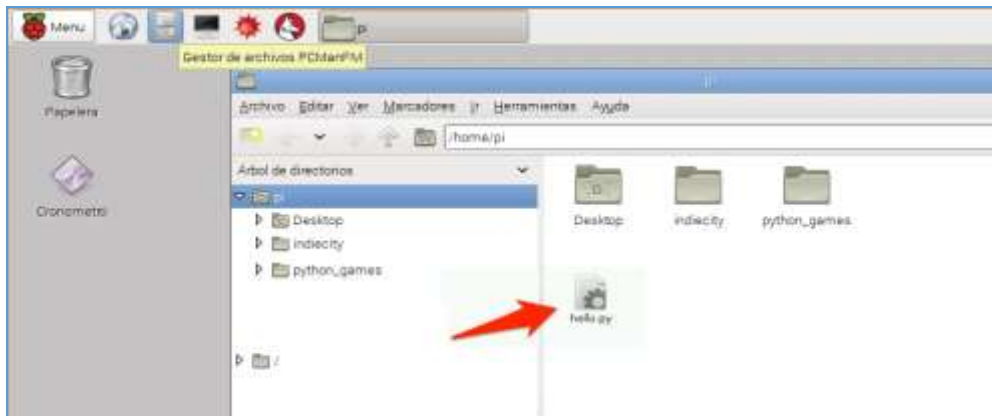 Menu
pi
Gestor de archivos PCManFM
Papelera
Cronometro
pi
Archivo Editar Ver Marcadores Ir Herramientas Ayuda
/home/pi
Arbol de directorios
pi
Desktop
indiecity
python_games
/
Desktop
indiecity
python_games
hello.py